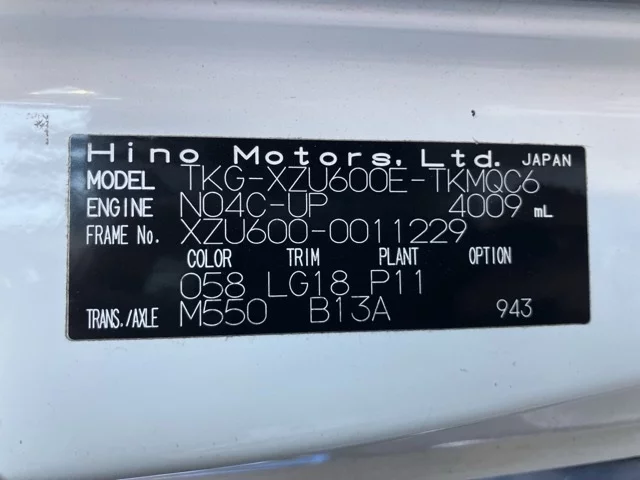 Hino Motors, Ltd. JAPAN
MODEL TKG-XZU600E-TKMQC6
ENGINE N04C-UP 4009 mL
FRAME No. XZU600-0011229
COLOR TRIM PLANT OPTION
058 LG18 P11
TRANS./AXLE M550 B13A 943